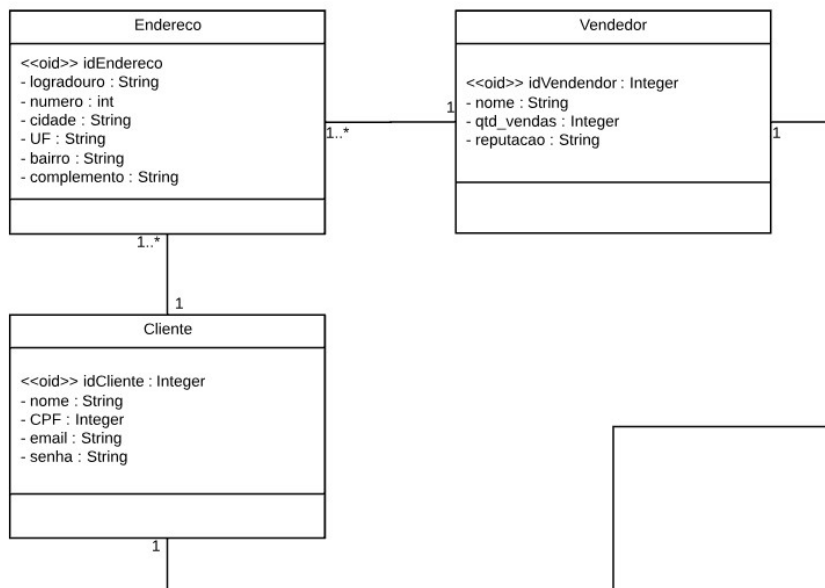 Endereco
<<oid>> idEndereco
- logradouro : String
- numero : int
- cidade : String
- UF : String
- bairro : String
- complemento : String
1..*
1
Vendedor
<<oid>> idVendendor : Integer
- nome : String
- qtd_vendas : Integer
- reputacao : String
1
1..*
1
Cliente
<<oid>> idCliente : Integer
- nome : String
- CPF : Integer
- email : String
- senha : String
1